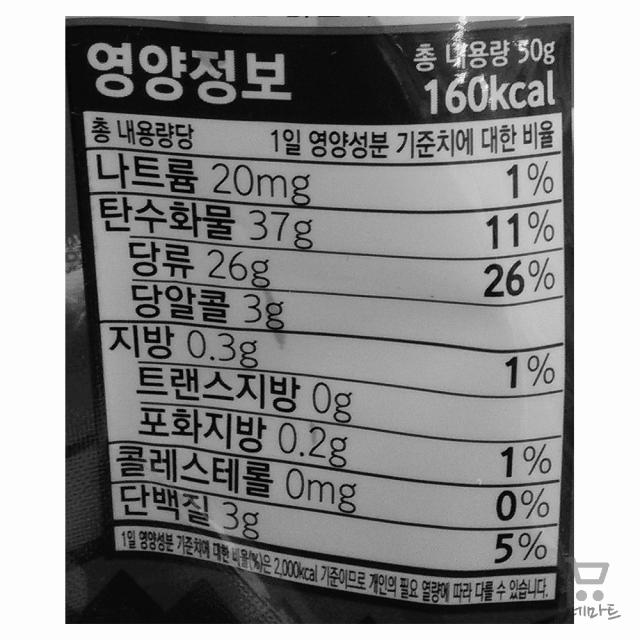 영양정보
총 내용량 50g
160kcal
총 내용량당 1일 영양성분 기준치에 대한 비율
나트륨 20mg 1%
탄수화물 37g 11%
당류 26g 26%
당알콜 3g
지방 0.3g 1%
트랜스지방 0g
포화지방 0.2g 1%
콜레스테롤 0mg 0%
단백질 3g 5%
1일 영양성분 기준치에 대한 비율(%)은 2,000kcal 기준이므로 개인의 필요 열량에 따라 다를 수 있습니다.